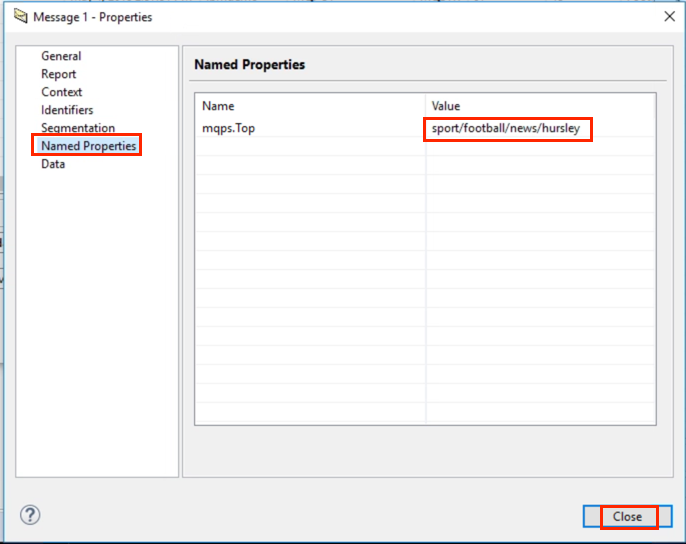 Message 1 - Properties
General
Report
Context
Identifiers
Segmentation
Named Properties
Data
Named Properties
Name Value
mqps.Top sport/football/news/hursley
?
Close